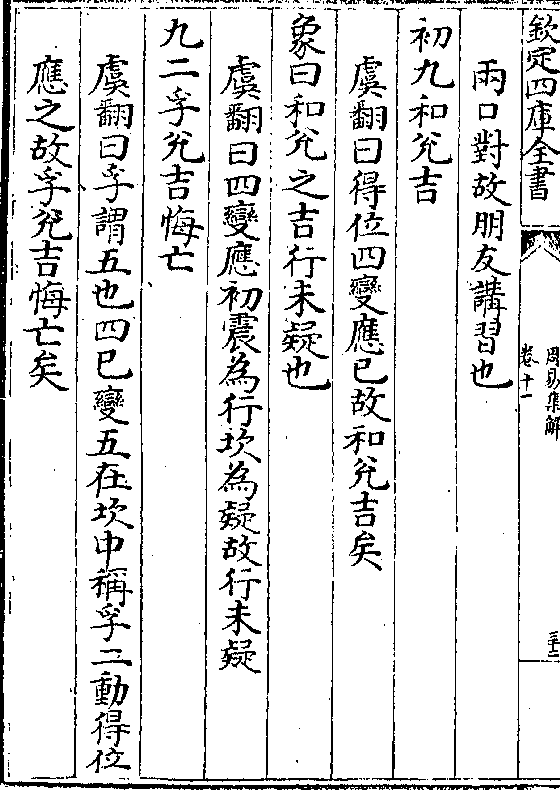 欽定四庫全書
周易集解
卷十一
三十二
兩口對故朋友講習也
初九和兊吉
虞翻曰得位四變應已故和兊吉矣
象曰和兊之吉行未疑也
虞翻曰四變應初震為行坎為疑故行未疑
九二孚兊吉悔亡
虞翻曰孚謂五也四已變五在坎中稱孚二動得位
應之故孚兊吉悔亡矣